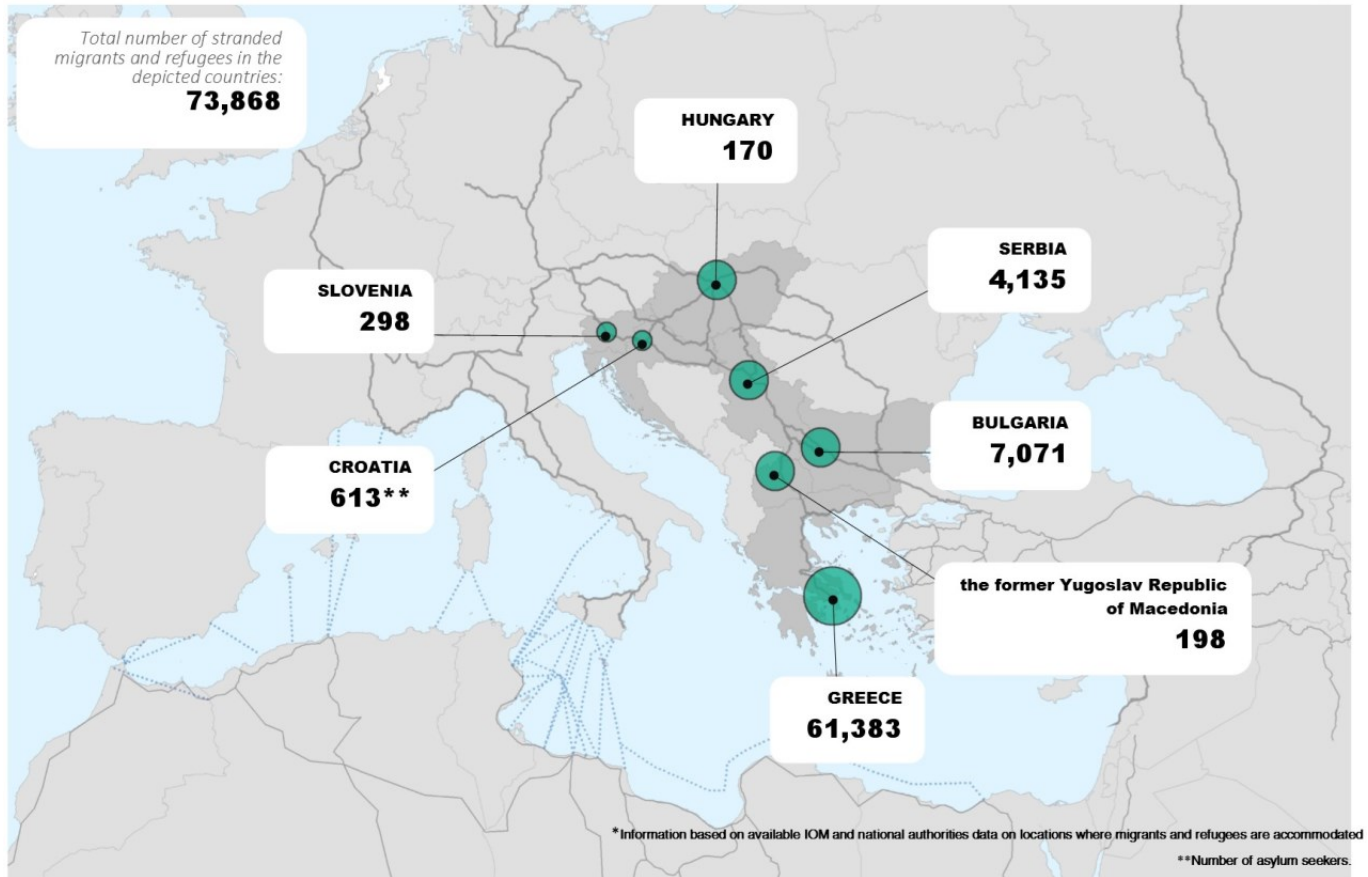 Total number of stranded
migrants and refugees in the
depicted countries:
73,868
HUNGARY
170
SERBIA
4,135
SLOVENIA
298
BULGARIA
7,071
CROATIA
613**
the former Yugoslav Republic
of Macedonia
198
GREECE
61,383
*Information based on available IOM and national authorities data on locations where migrants and refugees are accommodated
**Number of asylum seekers.